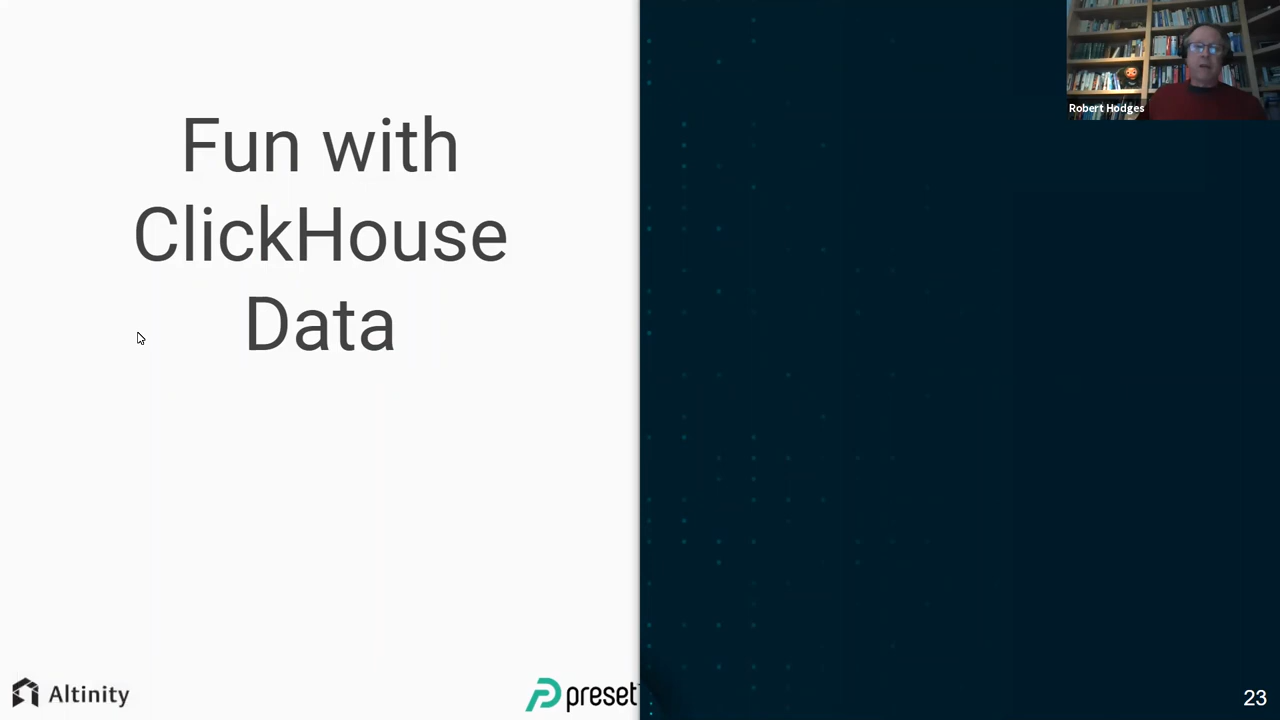 Fun with
ClickHouse
Data
Robert Hodges
Altinity
preset
23